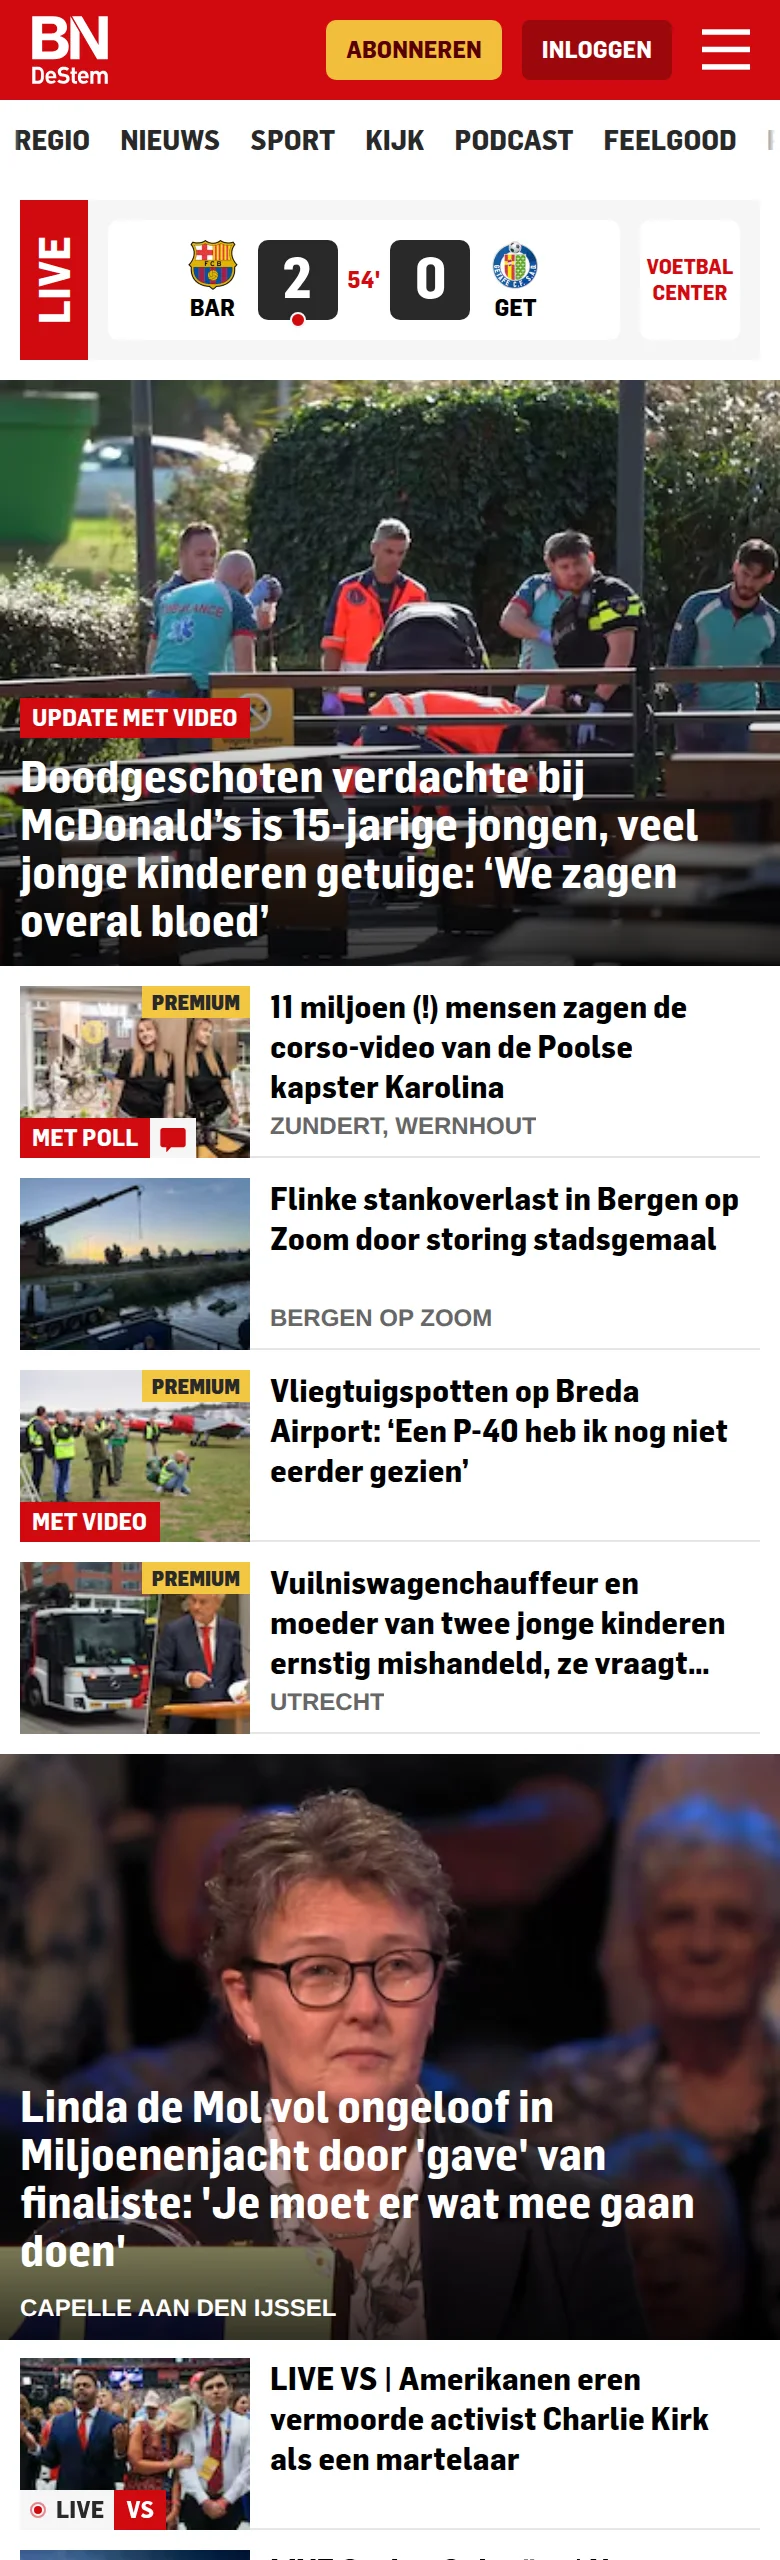 BN
DeStem
ABONNEREN
INLOGGEN
REGIO NIEUWS SPORT KIJK PODCAST FEELGOOD
LIVE
BAR
2
54'
0
GET
VOETBAL
CENTER
AMBULANCE
UPDATE MET VIDEO
Doodgeschoten verdachte bij
McDonald’s is 15-jarige jongen, veel
jonge kinderen getuige: ‘We zagen
overal bloed’
PREMIUM
MET POLL
11 miljoen (!) mensen zagen de
corso-video van de Poolse
kapster Karolina
ZUNDERT, WERNHOUT
Flinke stankoverlast in Bergen op
Zoom door storing stadsgemaal
BERGEN OP ZOOM
PREMIUM
MET VIDEO
Vliegtuigspotten op Breda
Airport: ‘Een P-40 heb ik nog niet
eerder gezien’
PREMIUM
Vuilniswagenchauffeur en
moeder van twee jonge kinderen
ernstig mishandeld, ze vraagt...
UTRECHT
Linda de Mol vol ongeloof in
Miljoenenjacht door 'gave' van
finaliste: 'Je moet er wat mee gaan
doen'
CAPELLE AAN DEN IJSSEL
LIVE VS
LIVE VS | Amerikanen eren
vermoorde activist Charlie Kirk
als een martelaar